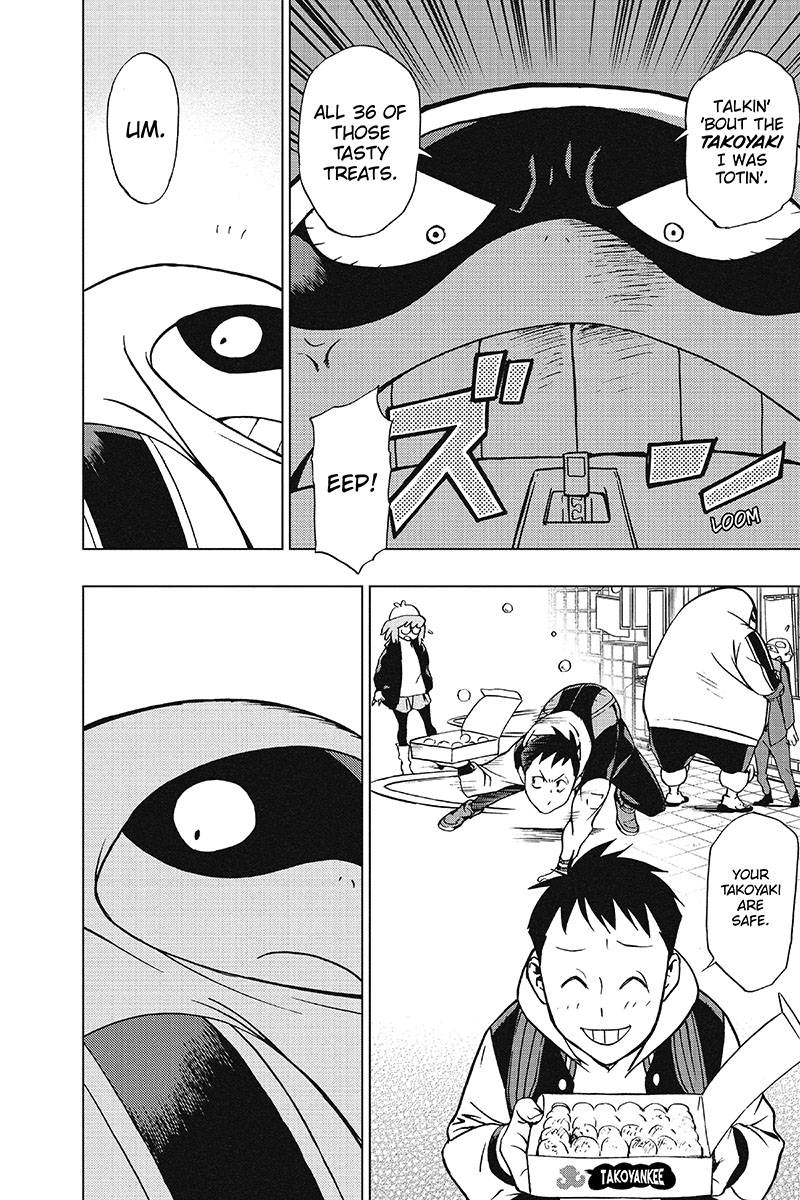 TALKIN'
'BOUT THE
TAKOYAKI
I WAS
TOTIN'.
ALL 36 OF
THOSE
TASTY
TREATS.
ズン
LOOM
EEP!
UM.
YOUR
TAKOYAKI
ARE
SAFE.
TAKOYANKEE